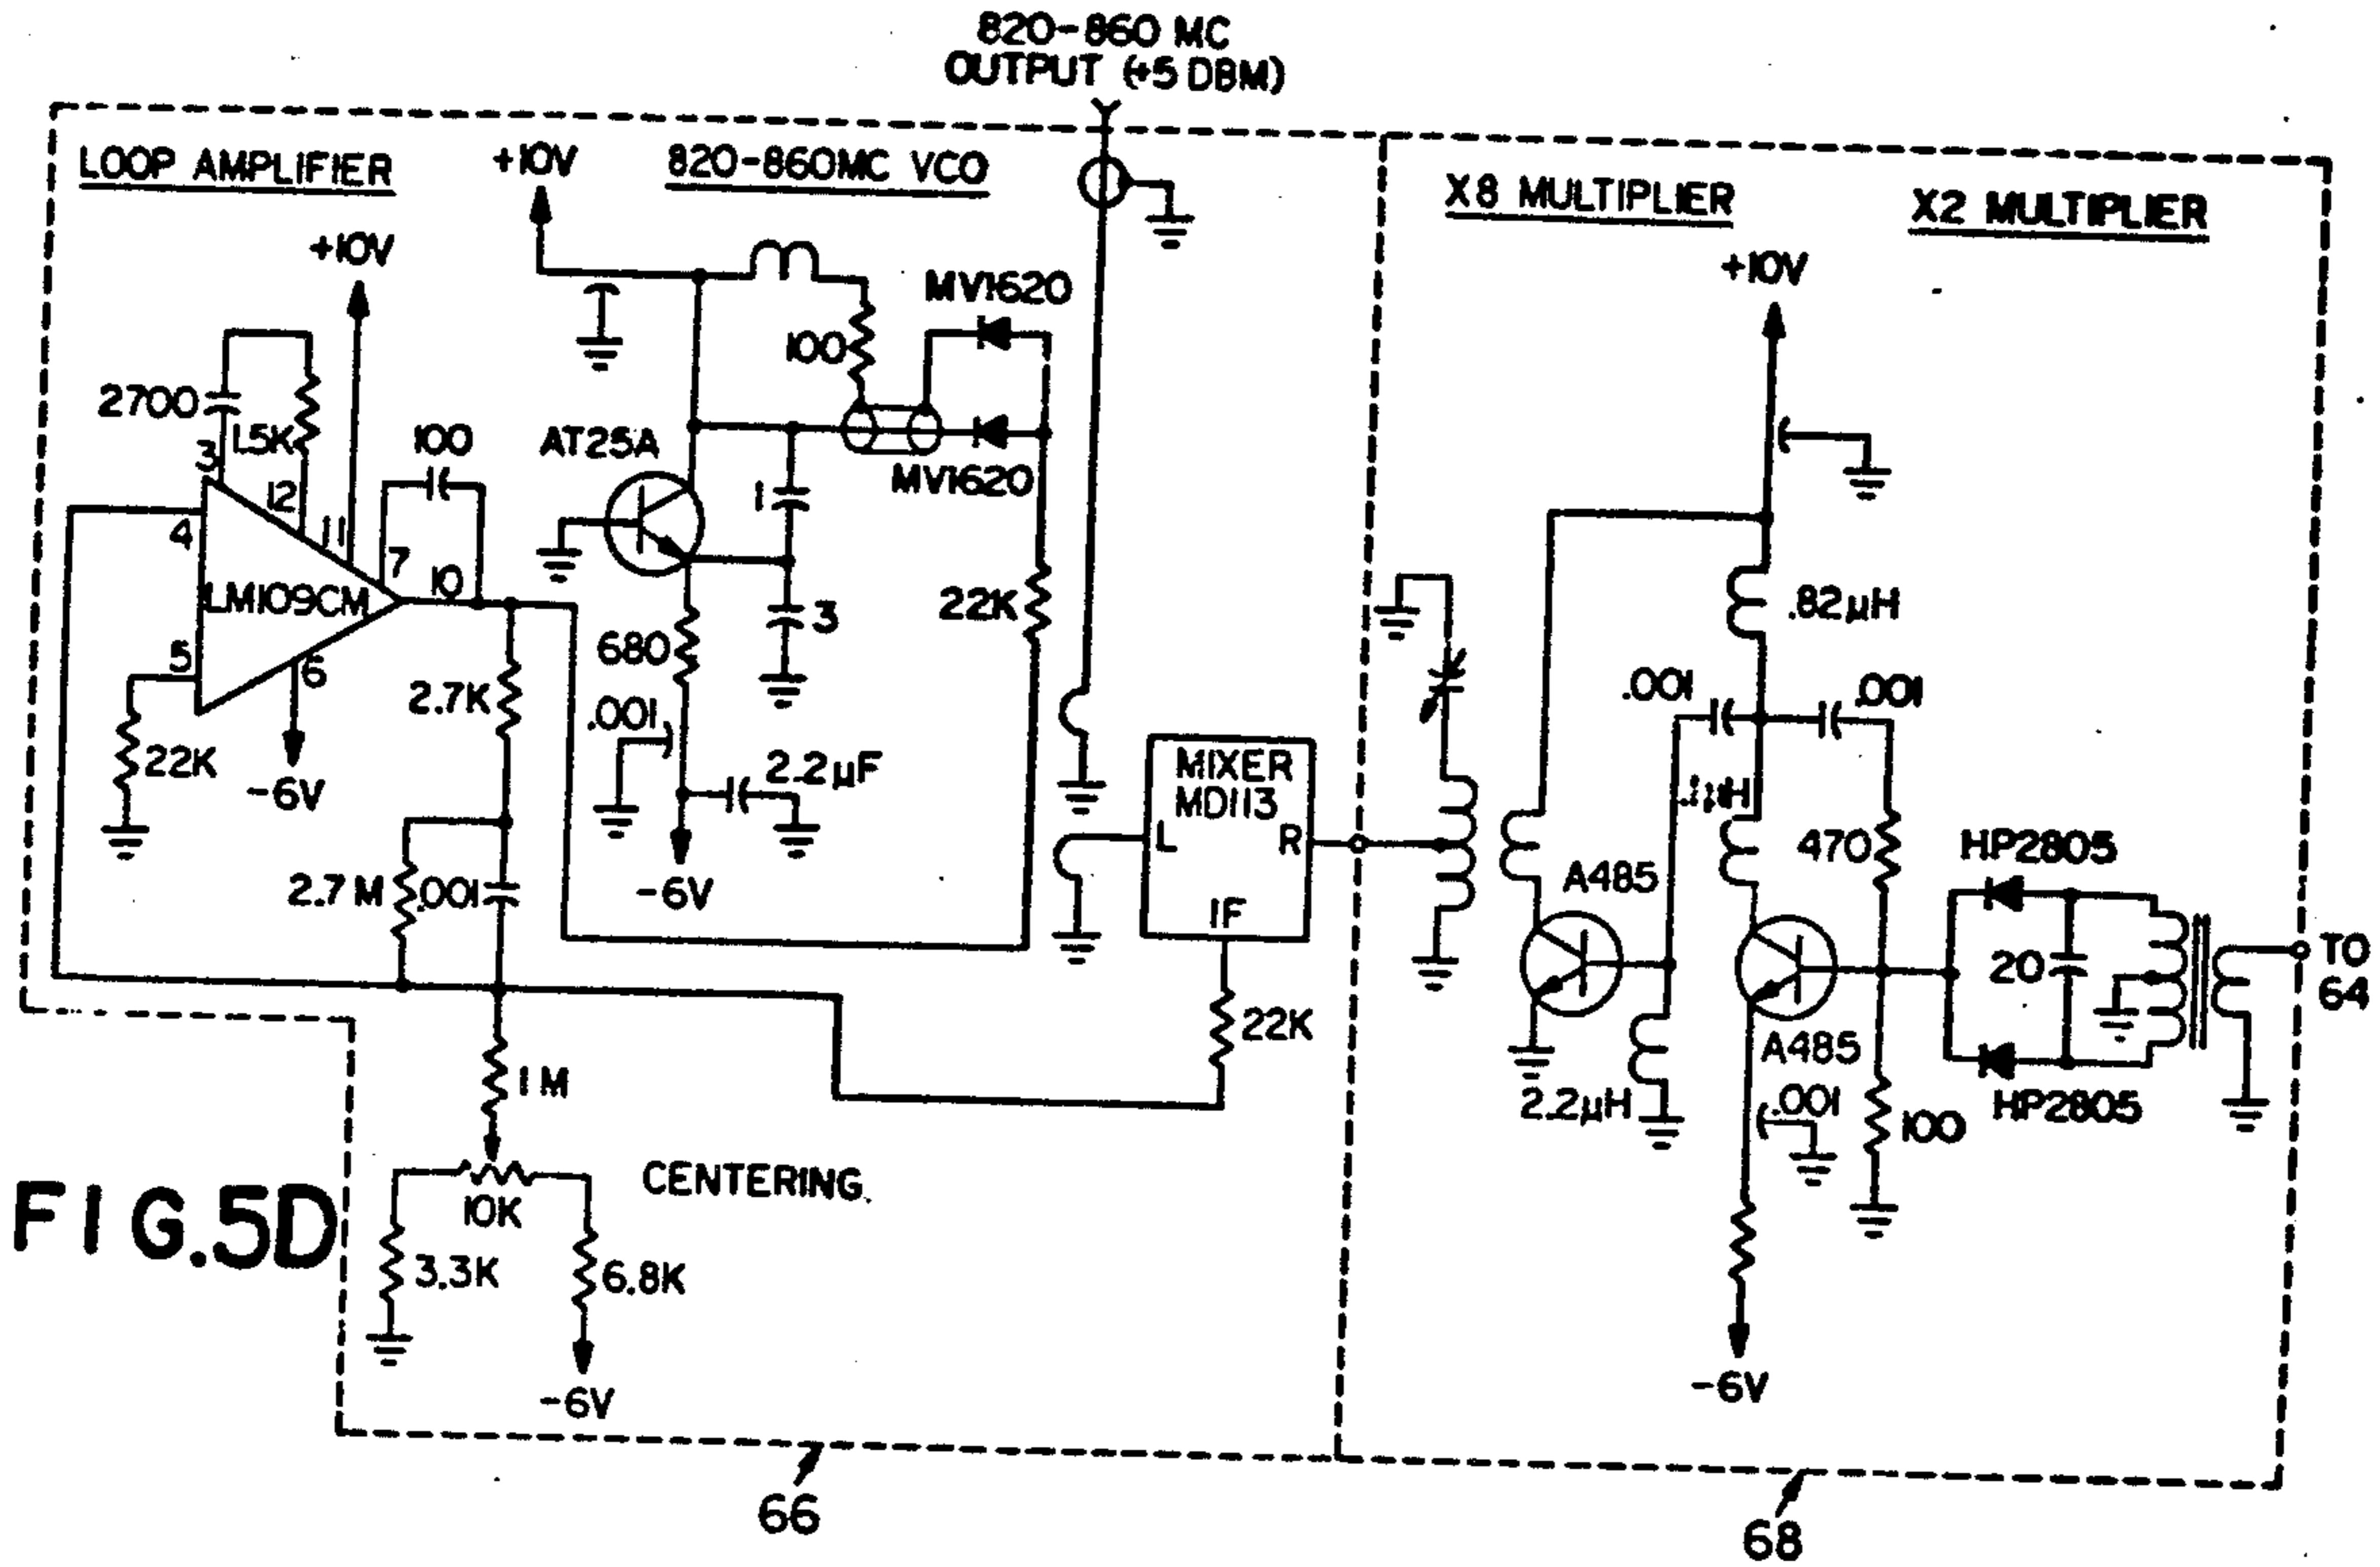 820-860 MC
OUTPUT (+5 DBM)
LOOP AMPLIFIER
+10V
820-860MC VCO
X8 MULTIPLIER
X2 MULTIPLIER
+10V
+10V
MV1620
100
2700
1.5K
3
12
11
100
AT25A
MV1620
1
4
7
10
LM109CM
5
6
22K
-6V
2.7K
680
3
.001
2.2µF
-6V
22K
.82µH
.001
.001
MIXER
MD113
L
R
IF
470
HP2805
A485
2.7M
.001
20
TO
64
22K
A485
2.2µH
.001
100
HP2805
1M
CENTERING
10K
3.3K
6.8K
-6V
-6V
FIG.5D
66
68